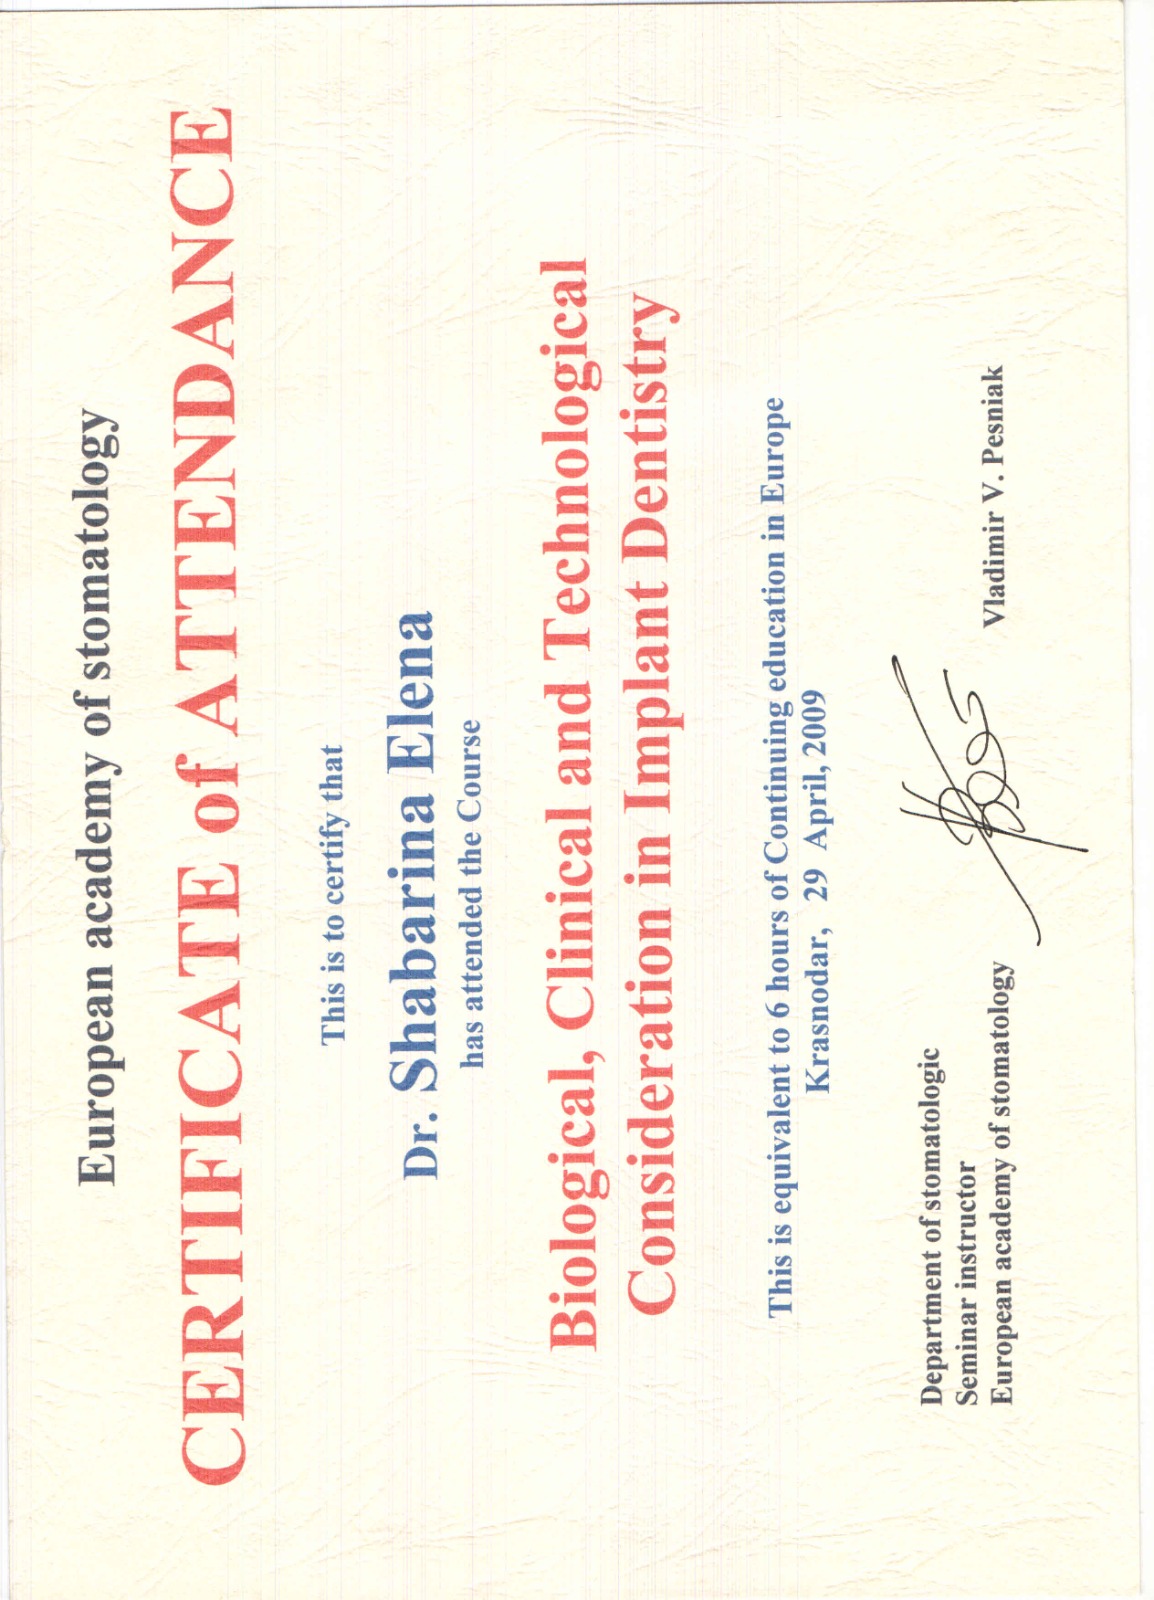 European academy of stomatology
CERTIFICATE of ATTENDANCE
This is to certify that
Dr. Shabarina Elena
has attended the Course
Biological, Clinical and Technological
Consideration in Implant Dentistry
This is equivalent to 6 hours of Continuing education in Europe
Krasnodar, 29 April, 2009
Department of stomatologic
Seminar instructor
European academy of stomatology
Vladimir V. Pesniak